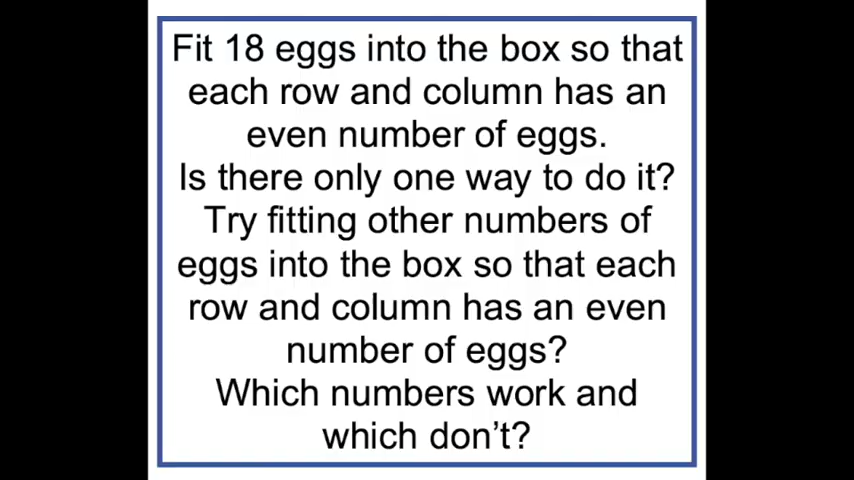 Fit 18 eggs into the box so that
each row and column has an
even number of eggs.
Is there only one way to do it?
Try fitting other numbers of
eggs into the box so that each
row and column has an even
number of eggs?
Which numbers work and
which don’t?